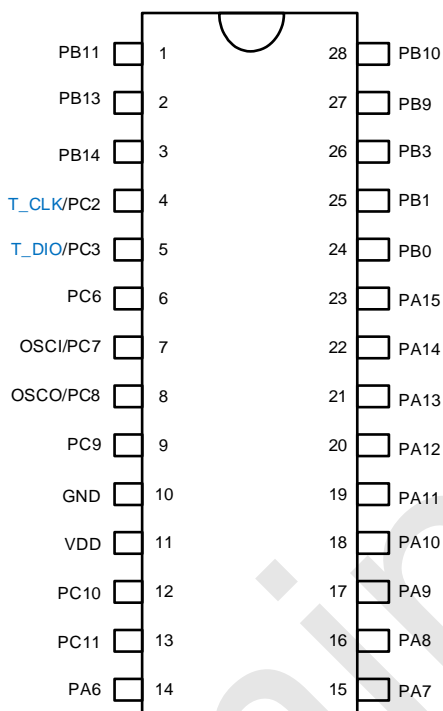 PB11 1 28 PB10
PB13 2 27 PB9
PB14 3 26 PB3
T_CLK/PC2 4 25 PB1
T_DIO/PC3 5 24 PB0
PC6 6 23 PA15
OSCI/PC7 7 22 PA14
OSCO/PC8 8 21 PA13
PC9 9 20 PA12
GND 10 19 PA11
VDD 11 18 PA10
PC10 12 17 PA9
PC11 13 16 PA8
PA6 14 15 PA7